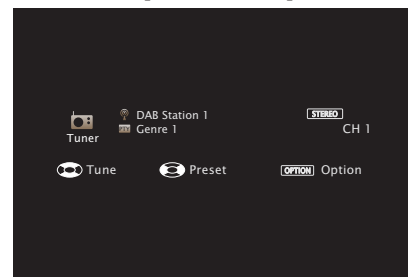 DAB Station 1
STEREO
Genre 1
CH 1
Tuner
Tune
Preset
OPTION Option